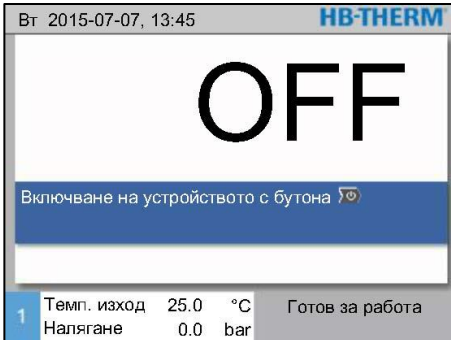 Вт 2015-07-07, 13:45 HB-THERM
OFF
Включване на устройството с бутона
1 Темп. изход 25.0 °C Готов за работа
Налягане 0.0 bar